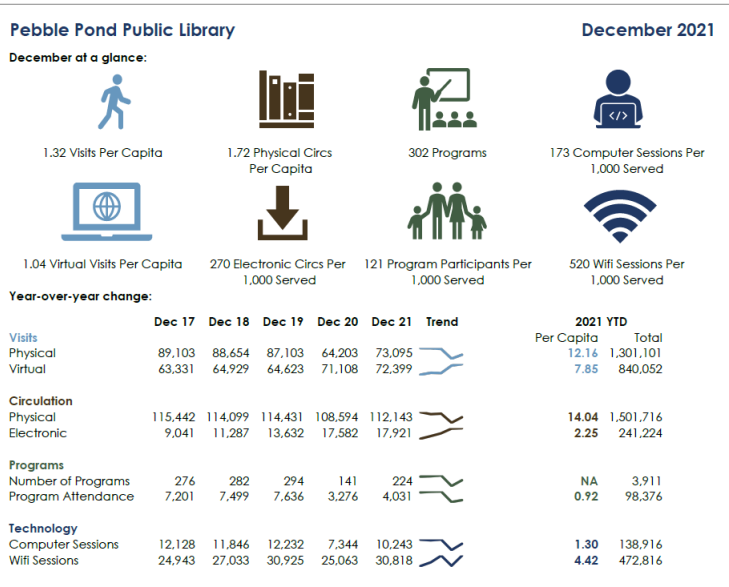 Pebble Pond Public Library December 2021
December at a glance:
</>
1.32 Visits Per Capita 1.72 Physical Circs Per Capita 302 Programs 173 Computer Sessions Per 1,000 Served
1.04 Virtual Visits Per Capita 270 Electronic Circs Per 1,000 Served 121 Program Participants Per 1,000 Served 520 Wifi Sessions Per 1,000 Served
Year-over-year change:
Dec 17 Dec 18 Dec 19 Dec 20 Dec 21 Trend 2021 YTD
Visits Per Capita Total
Physical 89,103 88,654 87,103 64,203 73,095 12.16 1,301,101
Virtual 63,331 64,929 64,623 71,108 72,399 7.85 840,052
Circulation
Physical 115,442 114,099 114,431 108,594 112,143 14.04 1,501,716
Electronic 9,041 11,287 13,632 17,582 17,921 2.25 241,224
Programs
Number of Programs 276 282 294 141 224 NA 3,911
Program Attendance 7,201 7,499 7,636 3,276 4,031 0.92 98,376
Technology
Computer Sessions 12,128 11,846 12,232 7,344 10,243 1.30 138,916
Wifi Sessions 24,943 27,033 30,925 25,063 30,818 4.42 472,816